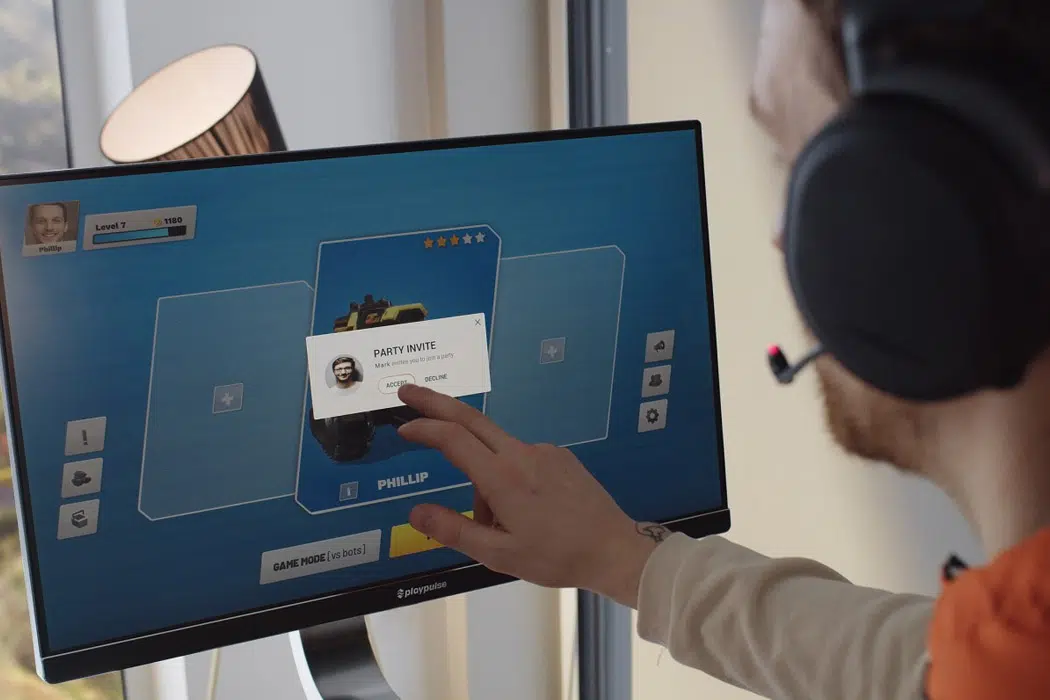 Phillip
Level 7
1180
PARTY INVITE
Mark invites you to join a party
ACCEPT
DECLINE
PHILLIP
GAME MODE [vs bots]
playpulse